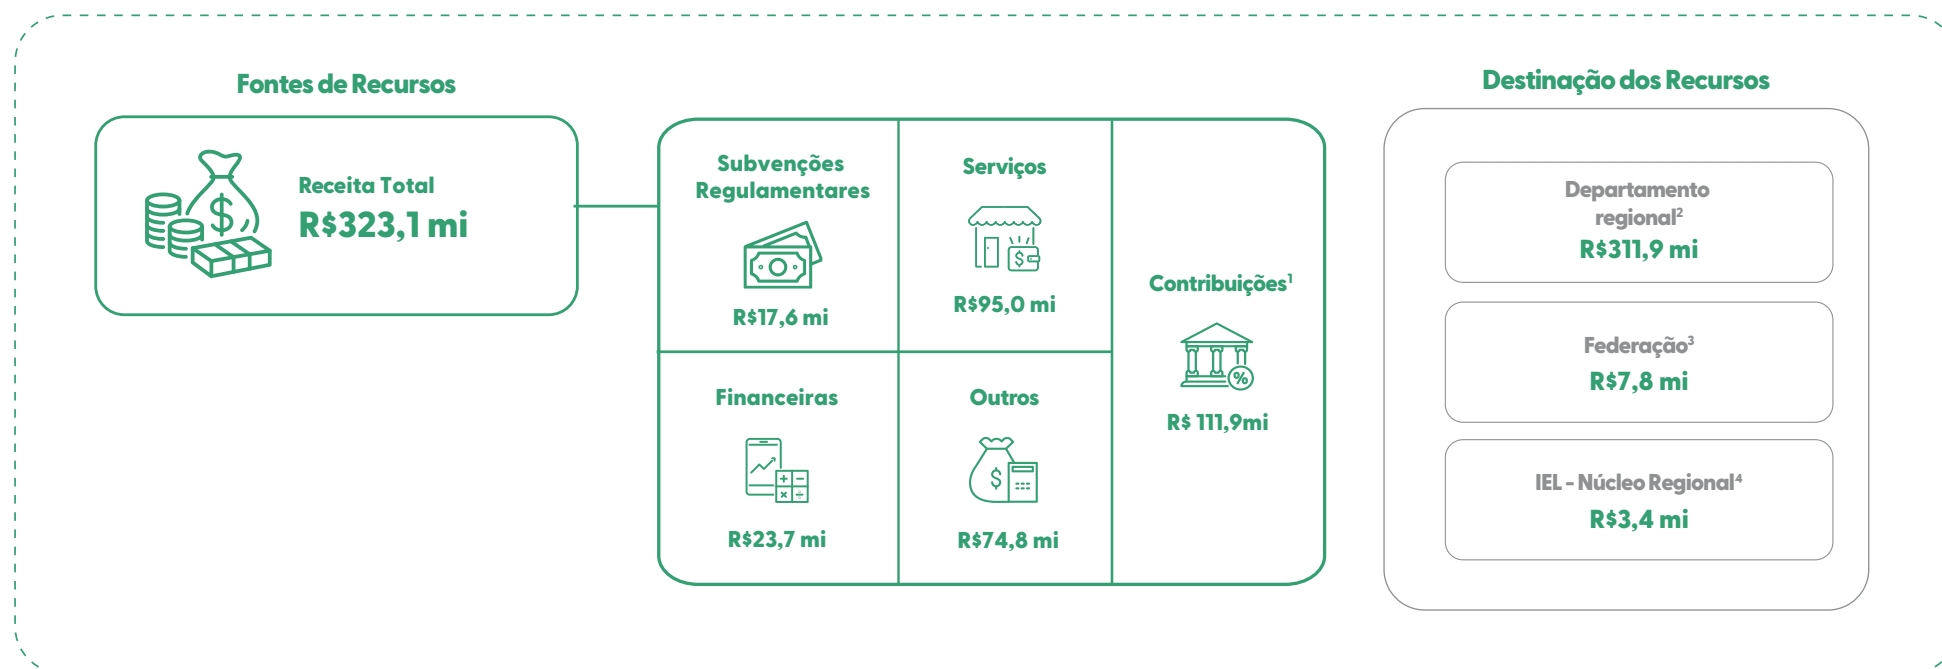 Fontes de Recursos
Receita Total
R$323,1 mi
Subvenções
Regulamentares
R$17,6 mi
Serviços
R$95,0 mi
Financeiras
R$23,7 mi
Outros
R$74,8 mi
Contribuições¹
R$ 111,9mi
Destinação dos Recursos
Departamento
regional²
R$311,9 mi
Federação³
R$7,8 mi
IEL - Núcleo Regional⁴
R$3,4 mi